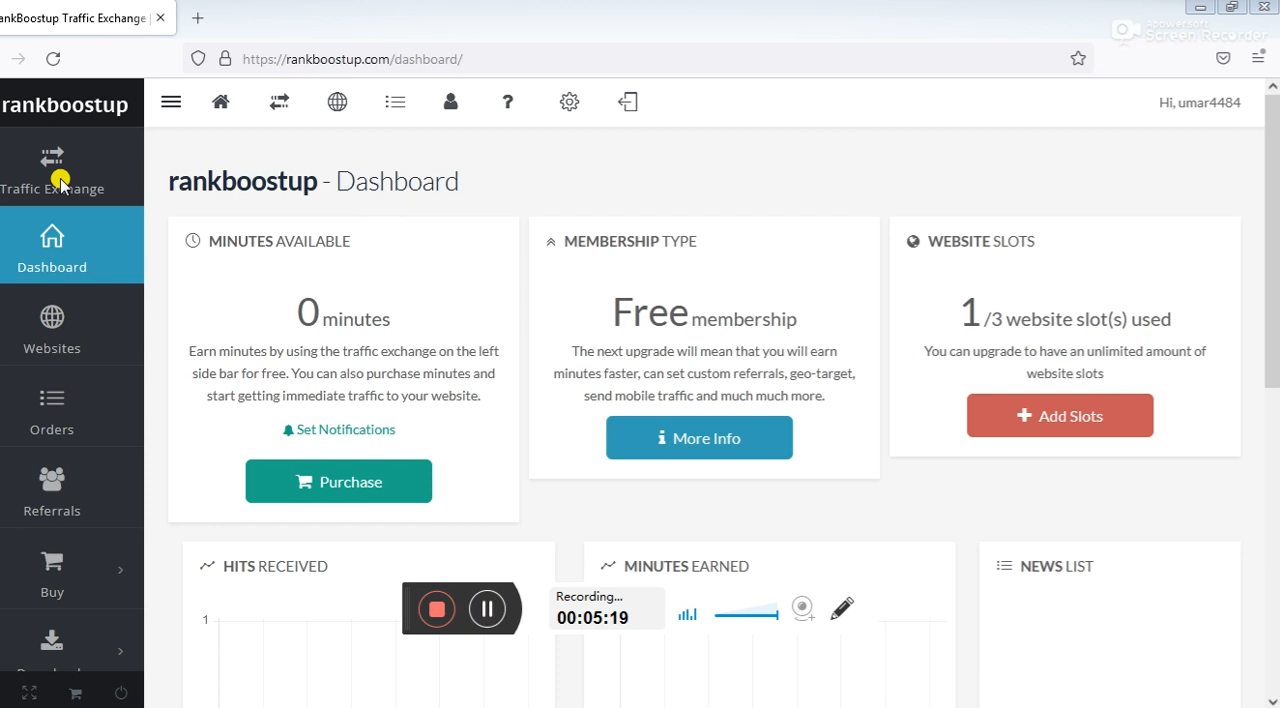 ankBoostup Traffic Exchange
Apowersoft
Screen Recorder
https://rankboostup.com/dashboard/
rankboostup
?
Hi, umar4484
Traffic Exchange
Dashboard
Websites
Orders
Referrals
Buy
rankboostup - Dashboard
MINUTES AVAILABLE
0 minutes
Earn minutes by using the traffic exchange on the left
side bar for free. You can also purchase minutes and
start getting immediate traffic to your website.
Set Notifications
Purchase
MEMBERSHIP TYPE
Free membership
The next upgrade will mean that you will earn
minutes faster, can set custom referrals, geo-target,
send mobile traffic and much much more.
More Info
WEBSITE SLOTS
1/3 website slot(s) used
You can upgrade to have an unlimited amount of
website slots
Add Slots
HITS RECEIVED
1
MINUTES EARNED
NEWS LIST
Recording...
00:05:19